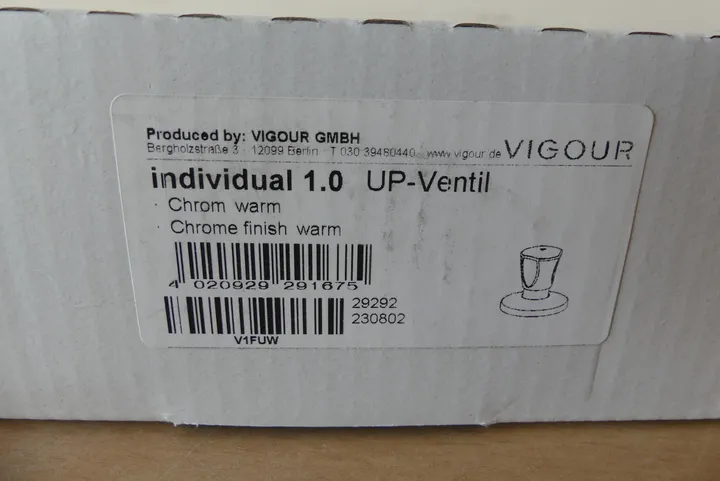 Produced by: VIGOUR GMBH
Bergholzstraße 3 · 12099 Berlin · T 030 39480440 · www.vigour.de VIGOUR
individual 1.0 UP-Ventil
· Chrom warm
· Chrome finish warm
4 020929 291675
29292
230802
V1FUW